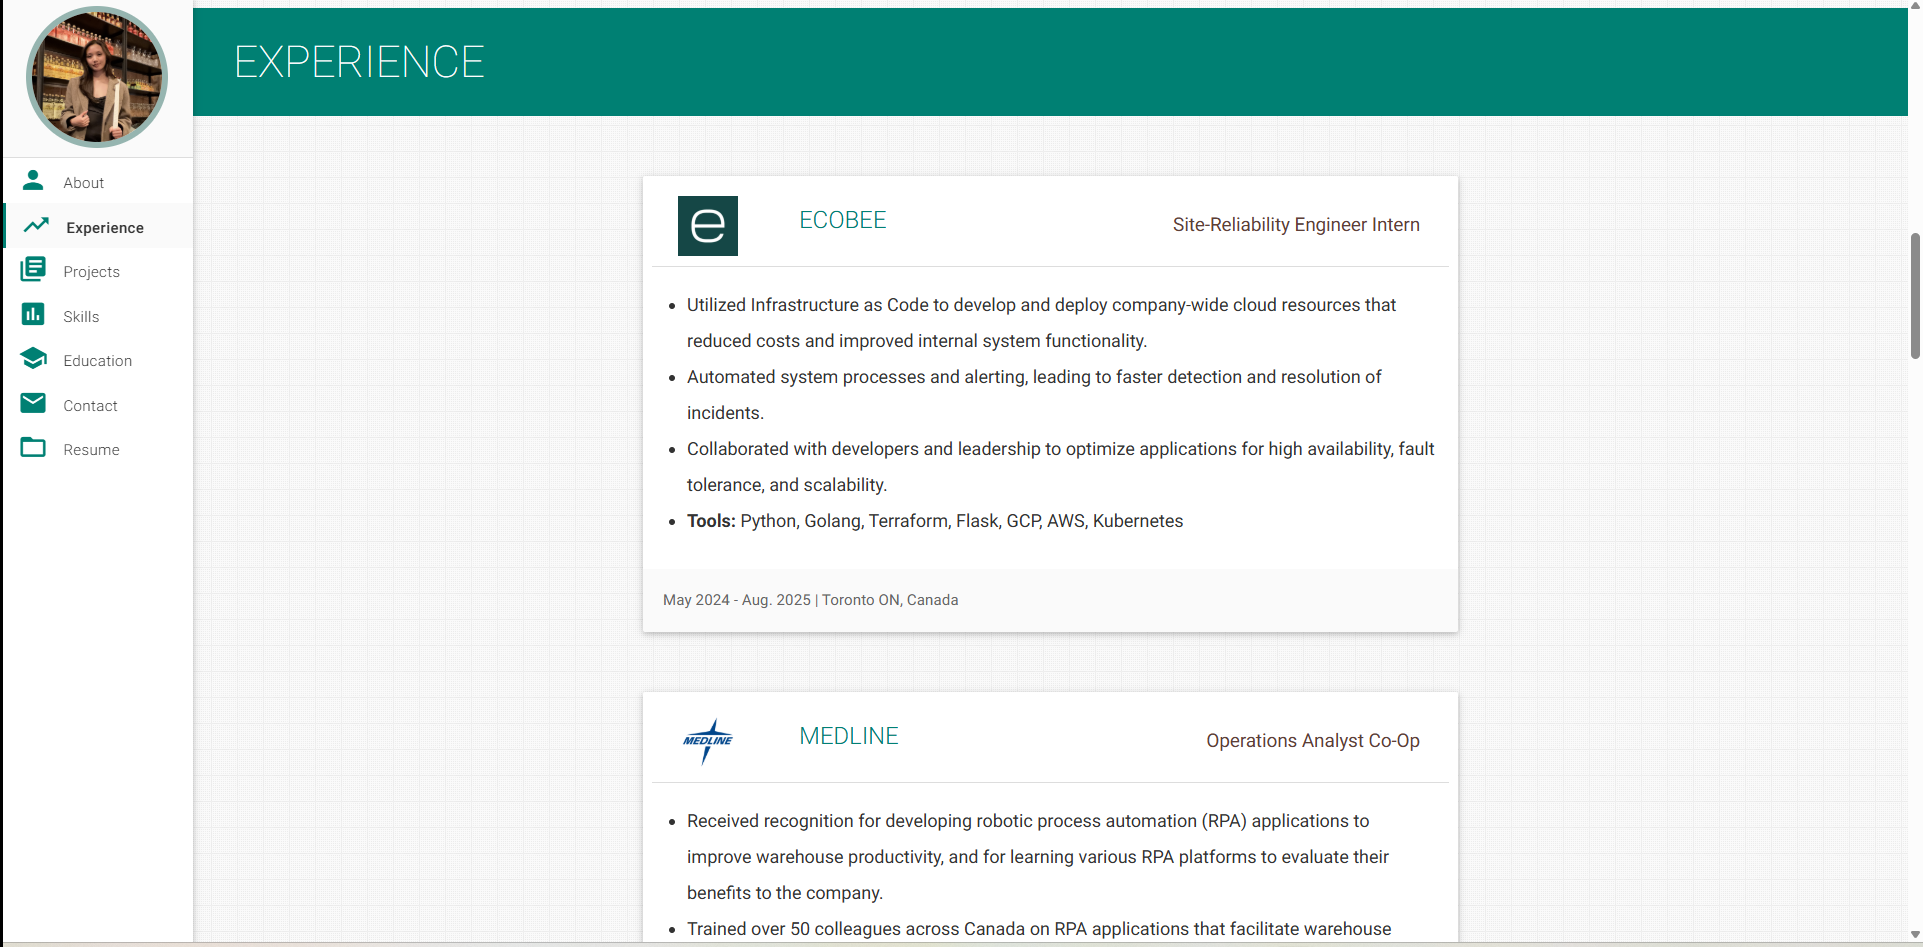 EXPERIENCE
About
Experience
Projects
Skills
Education
Contact
Resume
e
ECOBEE
Site-Reliability Engineer Intern
Utilized Infrastructure as Code to develop and deploy company-wide cloud resources that
reduced costs and improved internal system functionality.
Automated system processes and alerting, leading to faster detection and resolution of
incidents.
Collaborated with developers and leadership to optimize applications for high availability, fault
tolerance, and scalability.
Tools: Python, Golang, Terraform, Flask, GCP, AWS, Kubernetes
May 2024 - Aug. 2025 | Toronto ON, Canada
MEDLINE
MEDLINE
Operations Analyst Co-Op
Received recognition for developing robotic process automation (RPA) applications to
improve warehouse productivity, and for learning various RPA platforms to evaluate their
benefits to the company.
Trained over 50 colleagues across Canada on RPA applications that facilitate warehouse